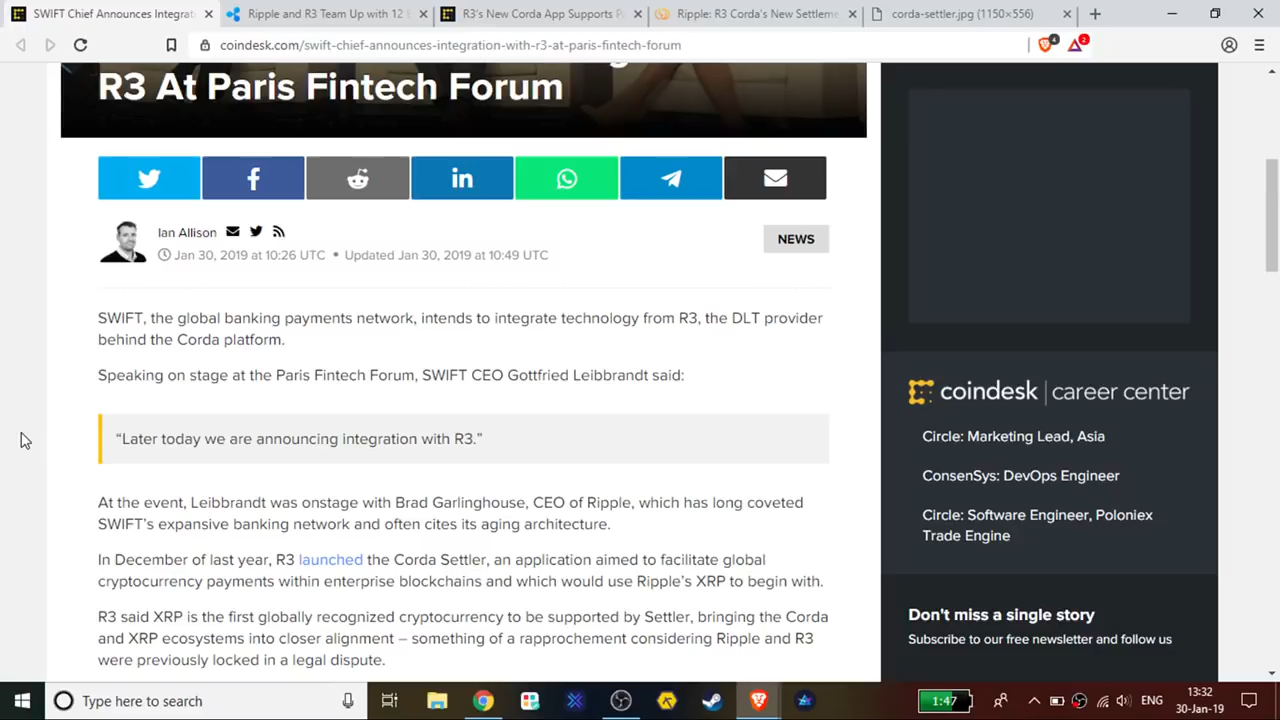 SWIFT Chief Announces Integrat
Ripple and R3 Team Up with 12 B
R3's New Corda App Supports P
Ripple: R3 Corda's New Settleme
corda-settler.jpg (1150×556)
coindesk.com/swift-chief-announces-integration-with-r3-at-paris-fintech-forum
4
2
R3 At Paris Fintech Forum
Ian Allison
Jan 30, 2019 at 10:26 UTC • Updated Jan 30, 2019 at 10:49 UTC
NEWS
SWIFT, the global banking payments network, intends to integrate technology from R3, the DLT provider
behind the Corda platform.
Speaking on stage at the Paris Fintech Forum, SWIFT CEO Gottfried Leibbrandt said:
“Later today we are announcing integration with R3.”
At the event, Leibbrandt was onstage with Brad Garlinghouse, CEO of Ripple, which has long coveted
SWIFT’s expansive banking network and often cites its aging architecture.
In December of last year, R3 launched the Corda Settler, an application aimed to facilitate global
cryptocurrency payments within enterprise blockchains and which would use Ripple’s XRP to begin with.
R3 said XRP is the first globally recognized cryptocurrency to be supported by Settler, bringing the Corda
and XRP ecosystems into closer alignment – something of a rapprochement considering Ripple and R3
were previously locked in a legal dispute.
coindesk | career center
Circle: Marketing Lead, Asia
ConsenSys: DevOps Engineer
Circle: Software Engineer, Poloniex
Trade Engine
Don't miss a single story
Subscribe to our free newsletter and follow us
Type here to search
1:47
ENG
13:32
30-Jan-19